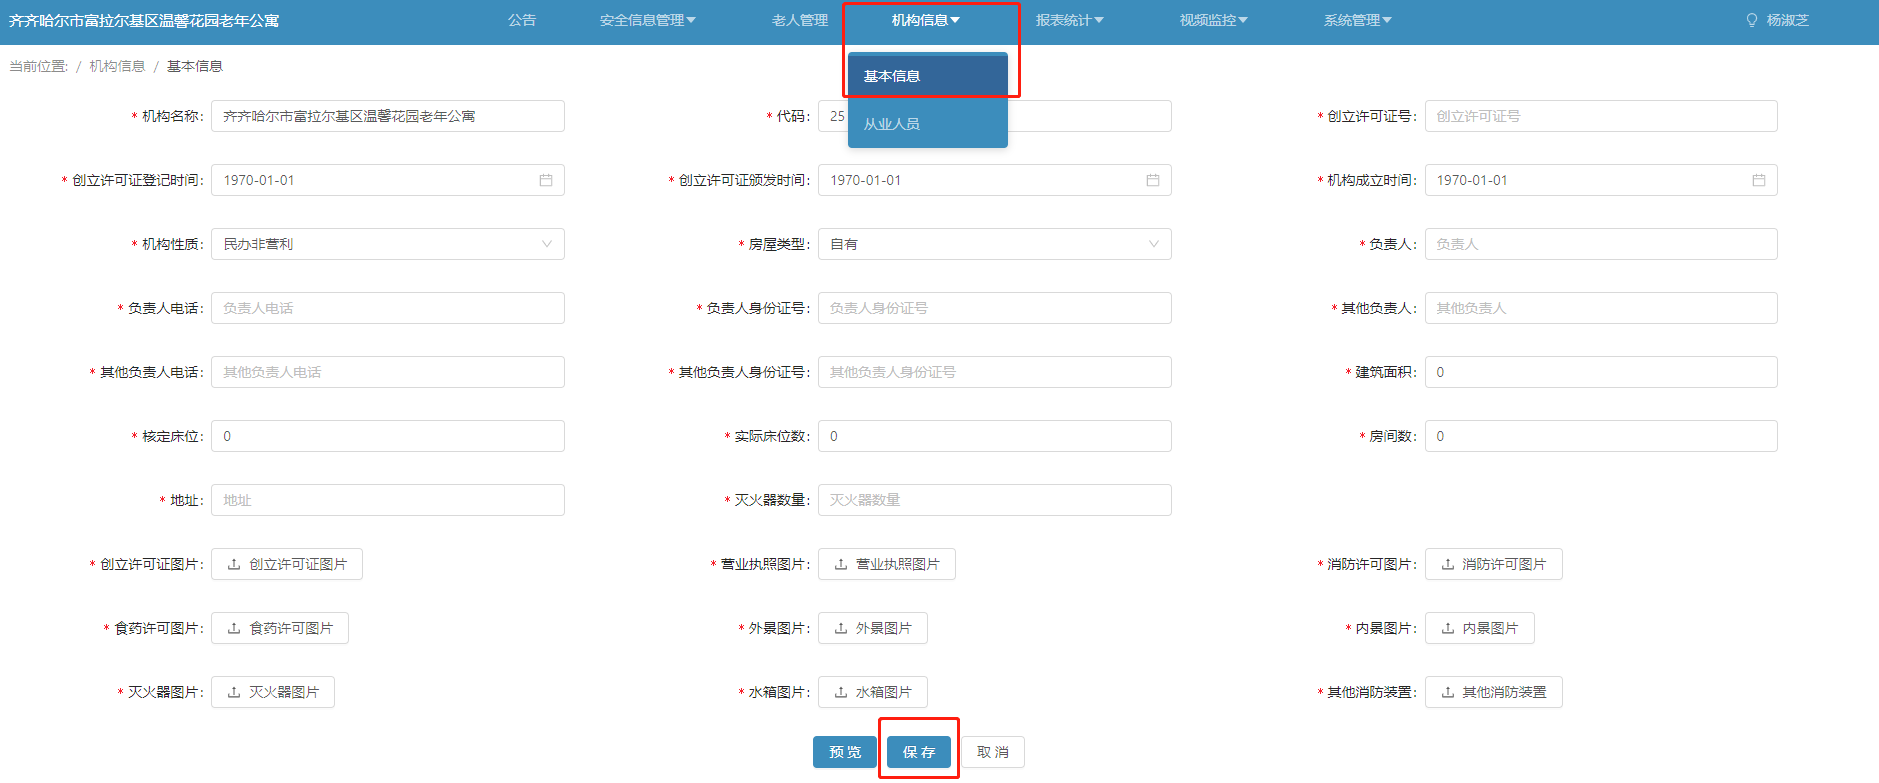 齐齐哈尔市富拉尔基区温馨花园老年公寓 公告 安全信息管理 老人管理 机构信息 报表统计 视频监控 系统管理 杨淑芝
当前位置: / 机构信息 / 基本信息
基本信息
从业人员
* 机构名称: 齐齐哈尔市富拉尔基区温馨花园老年公寓 * 代码: 25 * 创立许可证号: 创立许可证号
* 创立许可证登记时间: 1970-01-01 * 创立许可证颁发时间: 1970-01-01 * 机构成立时间: 1970-01-01
* 机构性质: 民办非营利 * 房屋类型: 自有 * 负责人: 负责人
* 负责人电话: 负责人电话 * 负责人身份证号: 负责人身份证号 * 其他负责人: 其他负责人
* 其他负责人电话: 其他负责人电话 * 其他负责人身份证号: 其他负责人身份证号 * 建筑面积: 0
* 核定床位: 0 * 实际床位数: 0 * 房间数: 0
* 地址: 地址 * 灭火器数量: 灭火器数量
* 创立许可证图片: 创立许可证图片 * 营业执照图片: 营业执照图片 * 消防许可图片: 消防许可图片
* 食药许可图片: 食药许可图片 * 外景图片: 外景图片 * 内景图片: 内景图片
* 灭火器图片: 灭火器图片 * 水箱图片: 水箱图片 * 其他消防装置: 其他消防装置
预 览 保 存 取 消